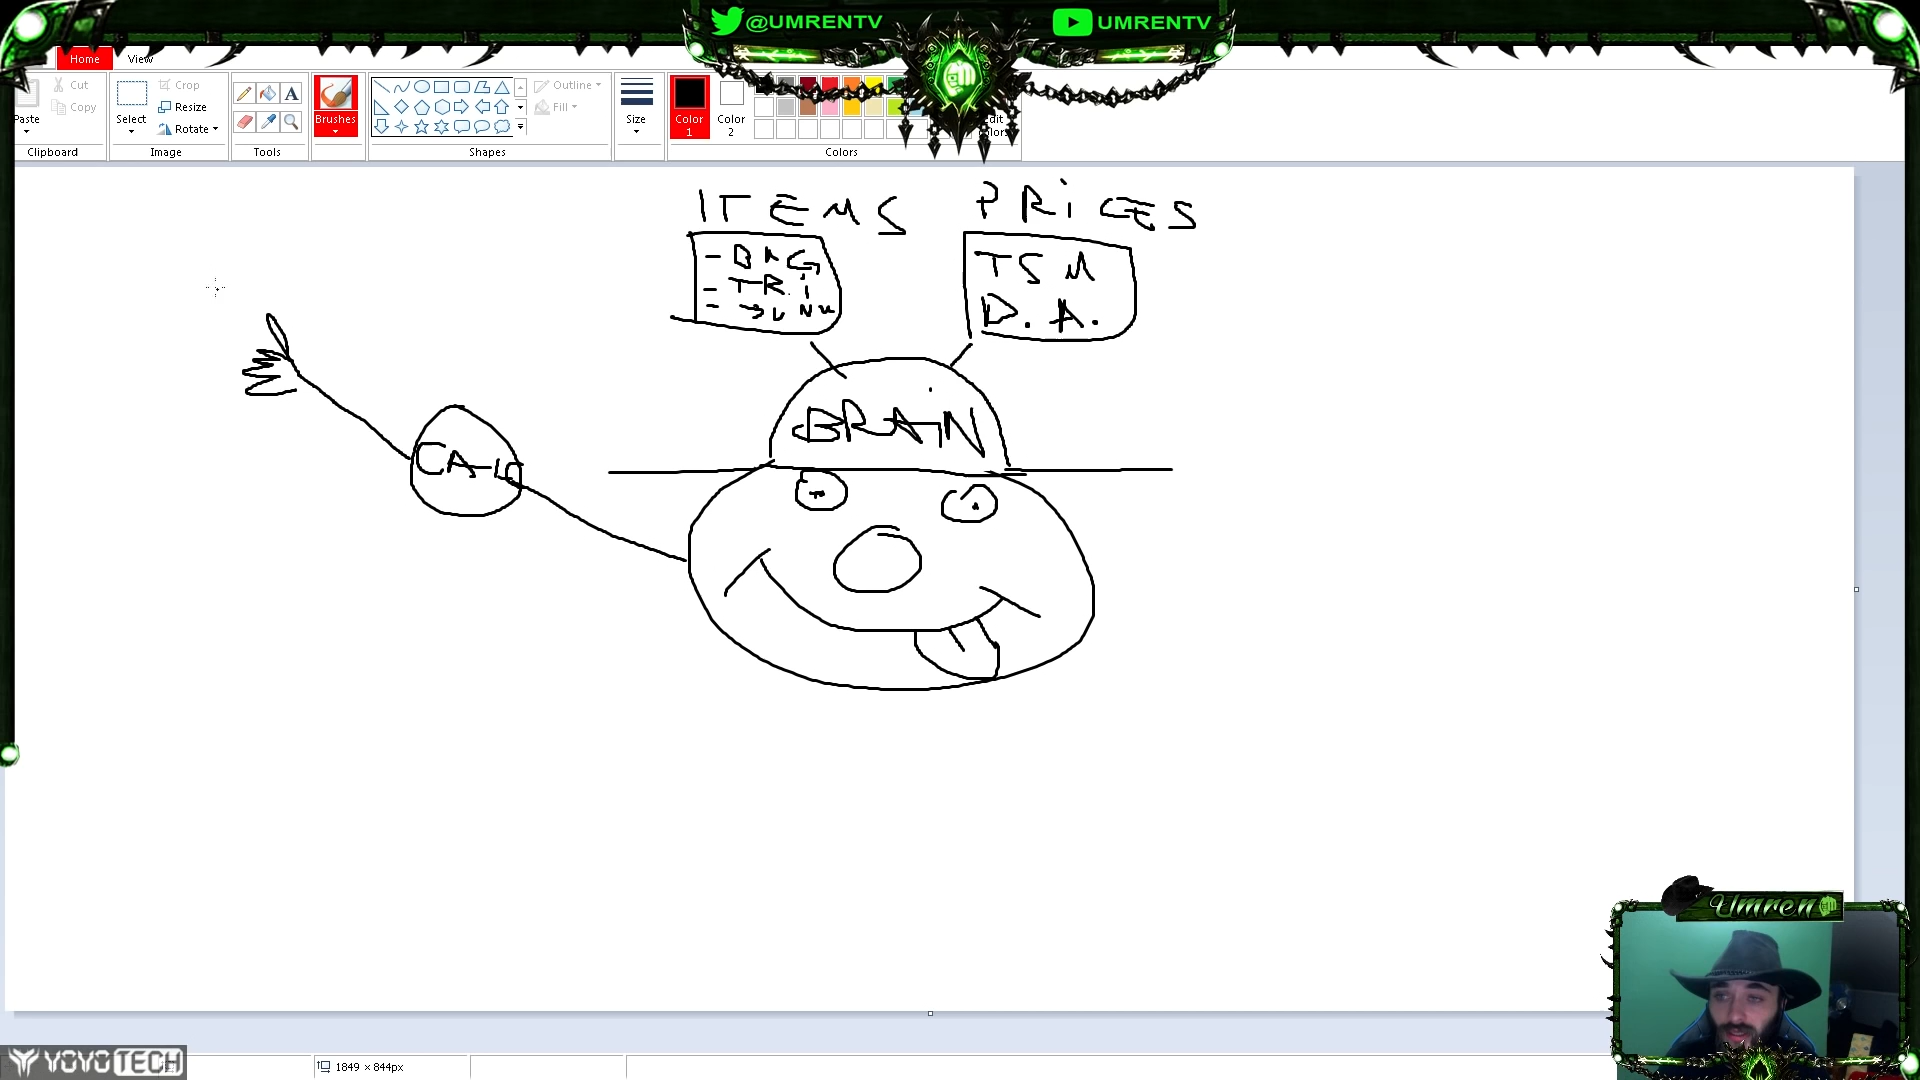 @UMRENTV
UMRENTV
Home
View
Paste
Cut
Copy
Clipboard
Select
Crop
Resize
Rotate
Image
Tools
Brushes
Shapes
Outline
Fill
Size
Color
1
Color
2
Colors
ITEMS
PRiCES
- BAG
- TRi
TSM
D.A.
BRAiN
Umren
YOYOTECH
1849 × 844px